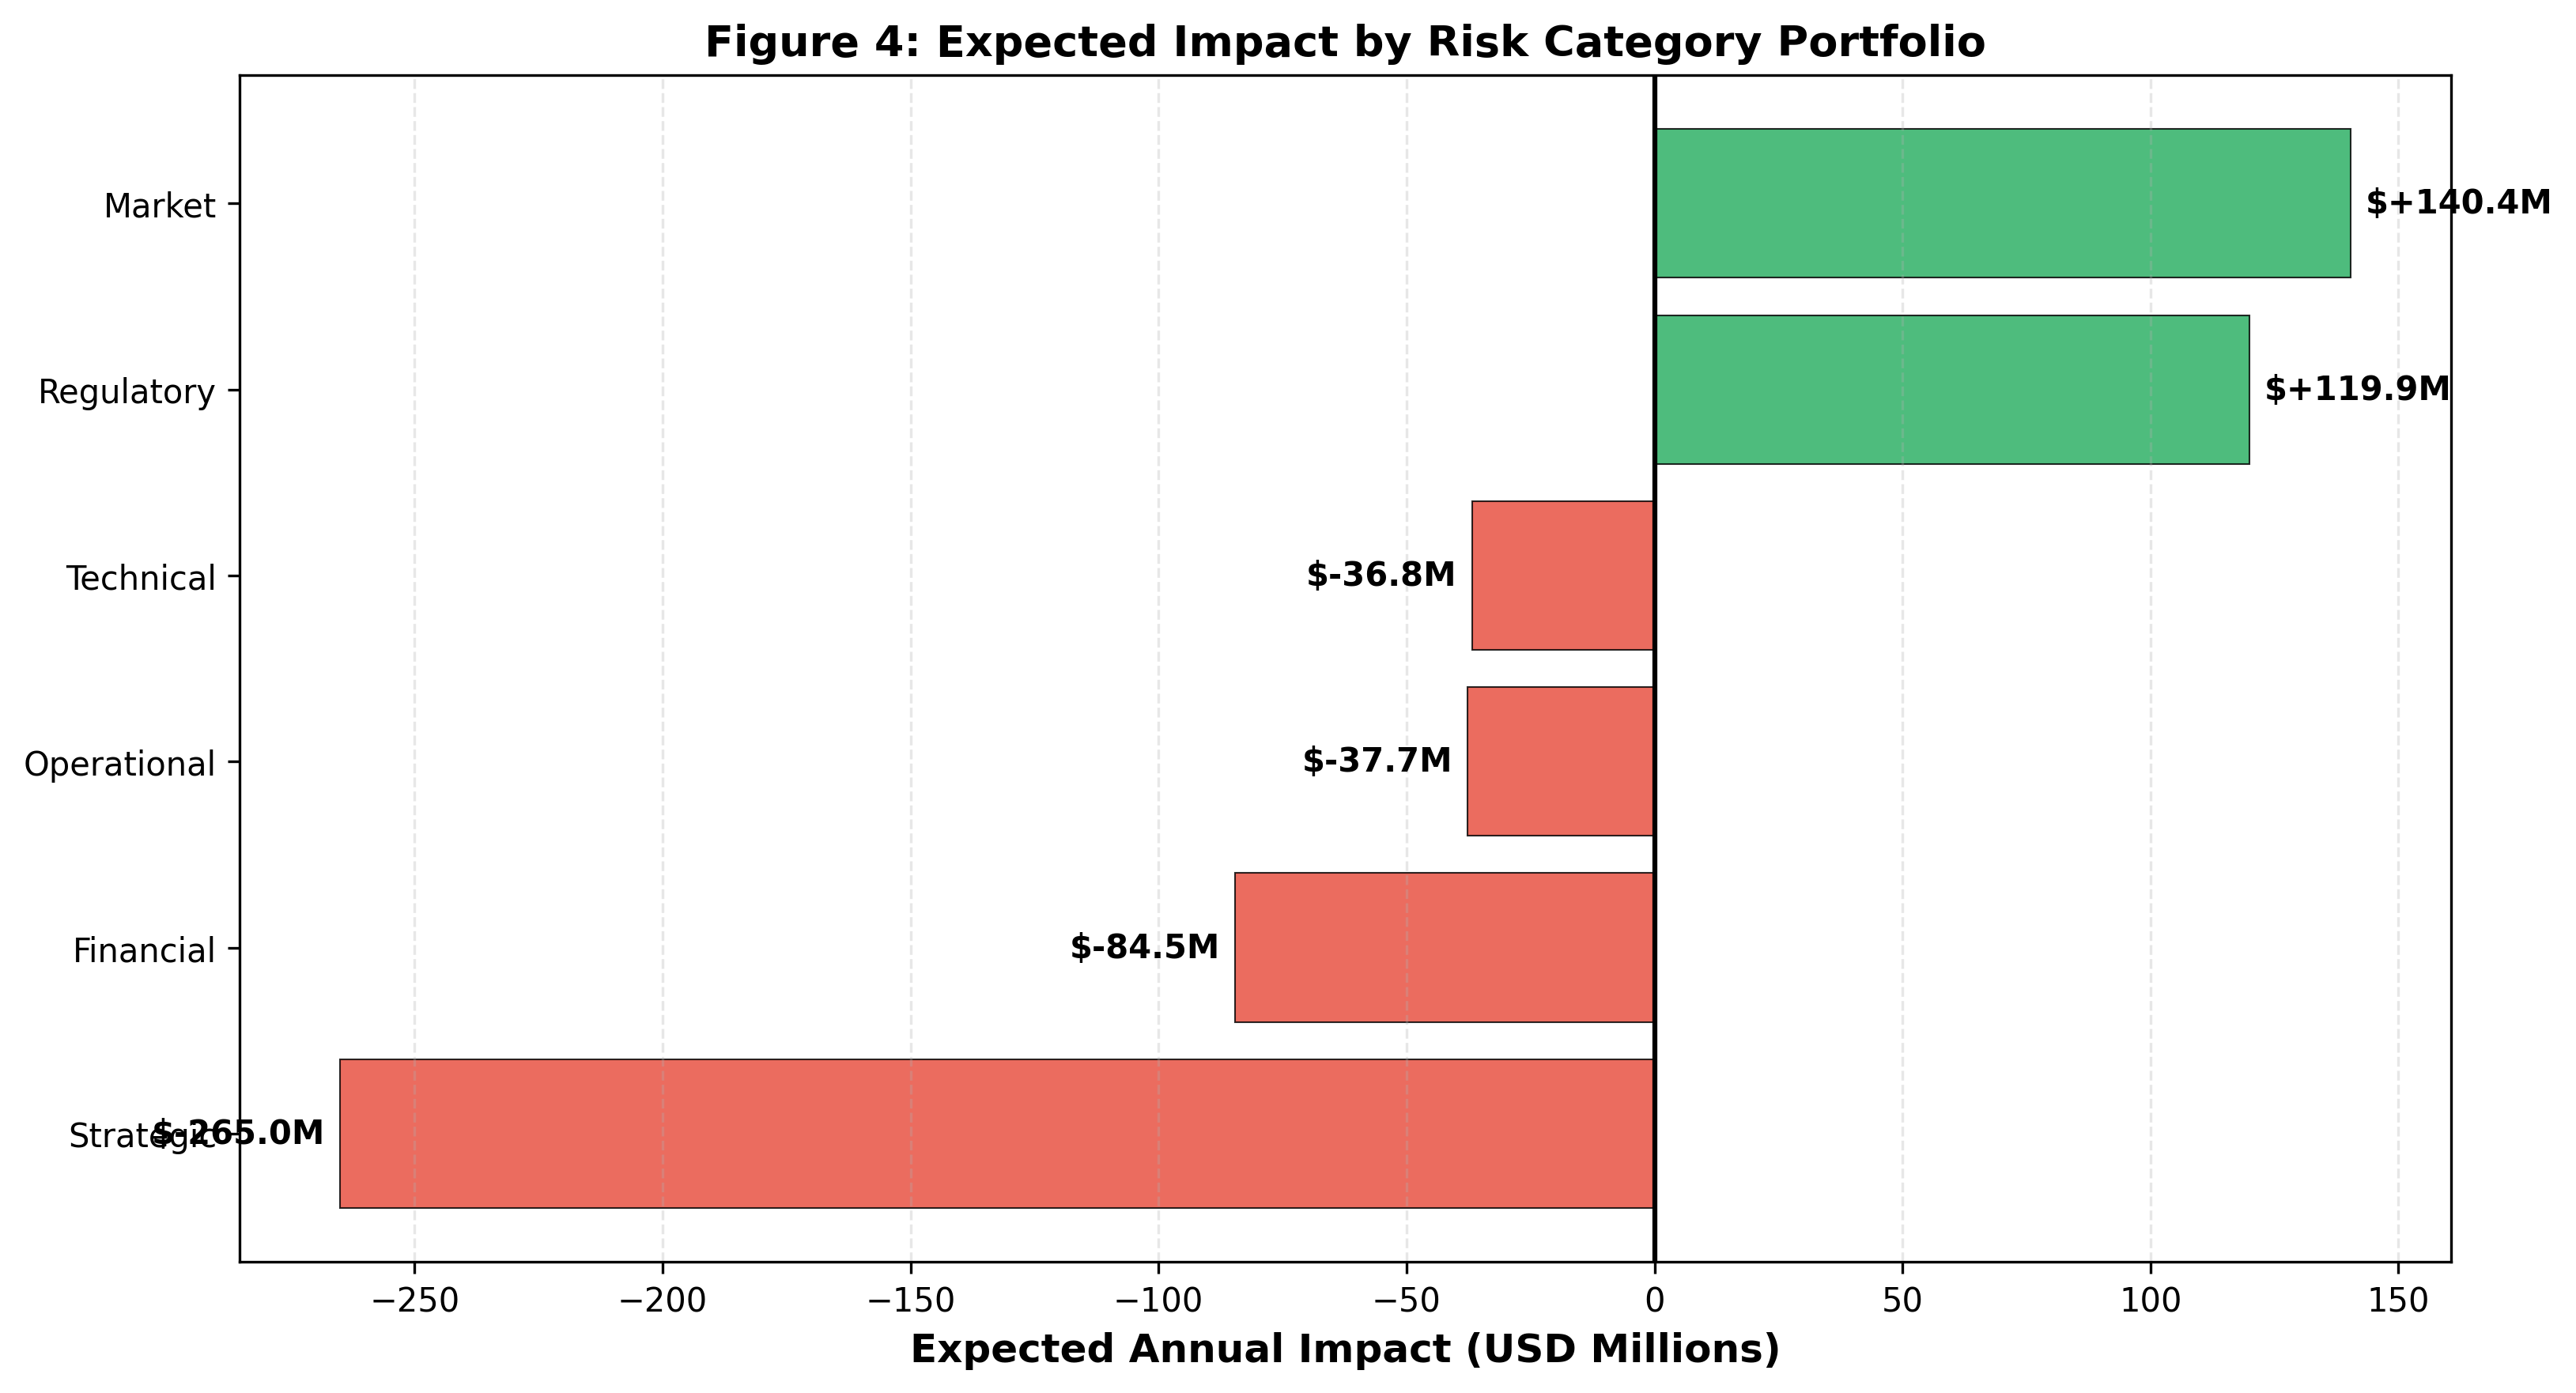 Figure 4: Expected Impact by Risk Category Portfolio
Market
$+140.4M
Regulatory
$+119.9M
Technical
$-36.8M
Operational
$-37.7M
Financial
$-84.5M
Strategic
$-265.0M
−250
−200
−150
−100
−50
0
50
100
150
Expected Annual Impact (USD Millions)